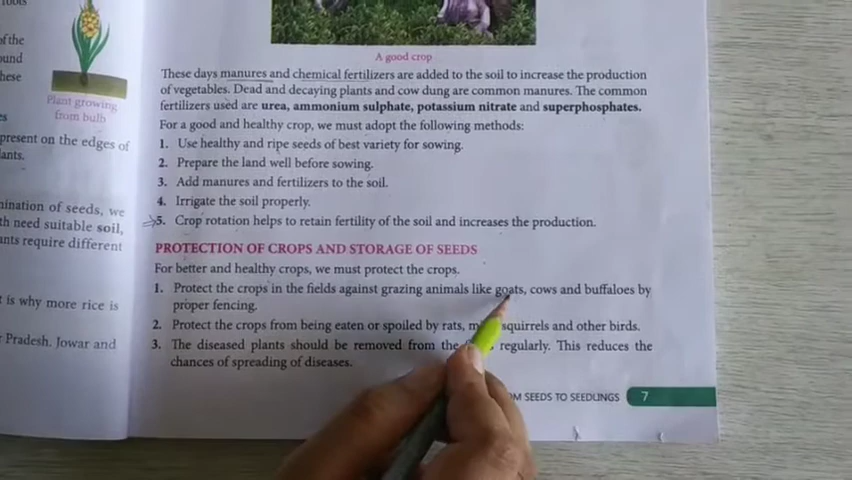 of the
ound
hese
Plant growing
from bulb
es
present on the edges of
ants.
mination of seeds, we
th need suitable soil,
ants require different
t is why more rice is
r Pradesh. Jowar and
A good crop
These days manures and chemical fertilizers are added to the soil to increase the production
of vegetables. Dead and decaying plants and cow dung are common manures. The common
fertilizers used are urea, ammonium sulphate, potassium nitrate and superphosphates.
For a good and healthy crop, we must adopt the following methods:
1. Use healthy and ripe seeds of best variety for sowing.
2. Prepare the land well before sowing.
3. Add manures and fertilizers to the soil.
4. Irrigate the soil properly.
5. Crop rotation helps to retain fertility of the soil and increases the production.
PROTECTION OF CROPS AND STORAGE OF SEEDS
For better and healthy crops, we must protect the crops.
1. Protect the crops in the fields against grazing animals like goats, cows and buffaloes by
proper fencing.
2. Protect the crops from being eaten or spoiled by rats, squirrels and other birds.
3. The diseased plants should be removed from the regularly. This reduces the
chances of spreading of diseases.
OM SEEDS TO SEEDLINGS 7